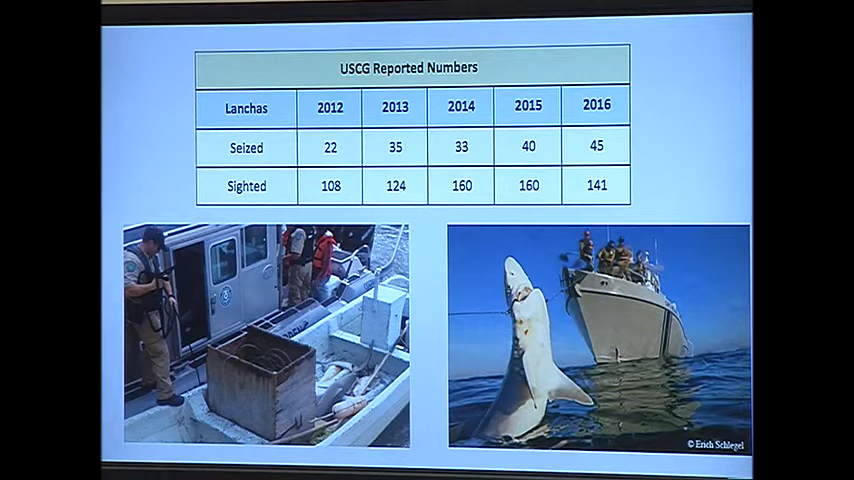 USCG Reported Numbers
Lanchas 2012 2013 2014 2015 2016
Seized 22 35 33 40 45
Sighted 108 124 160 160 141
© Erich Schlegel